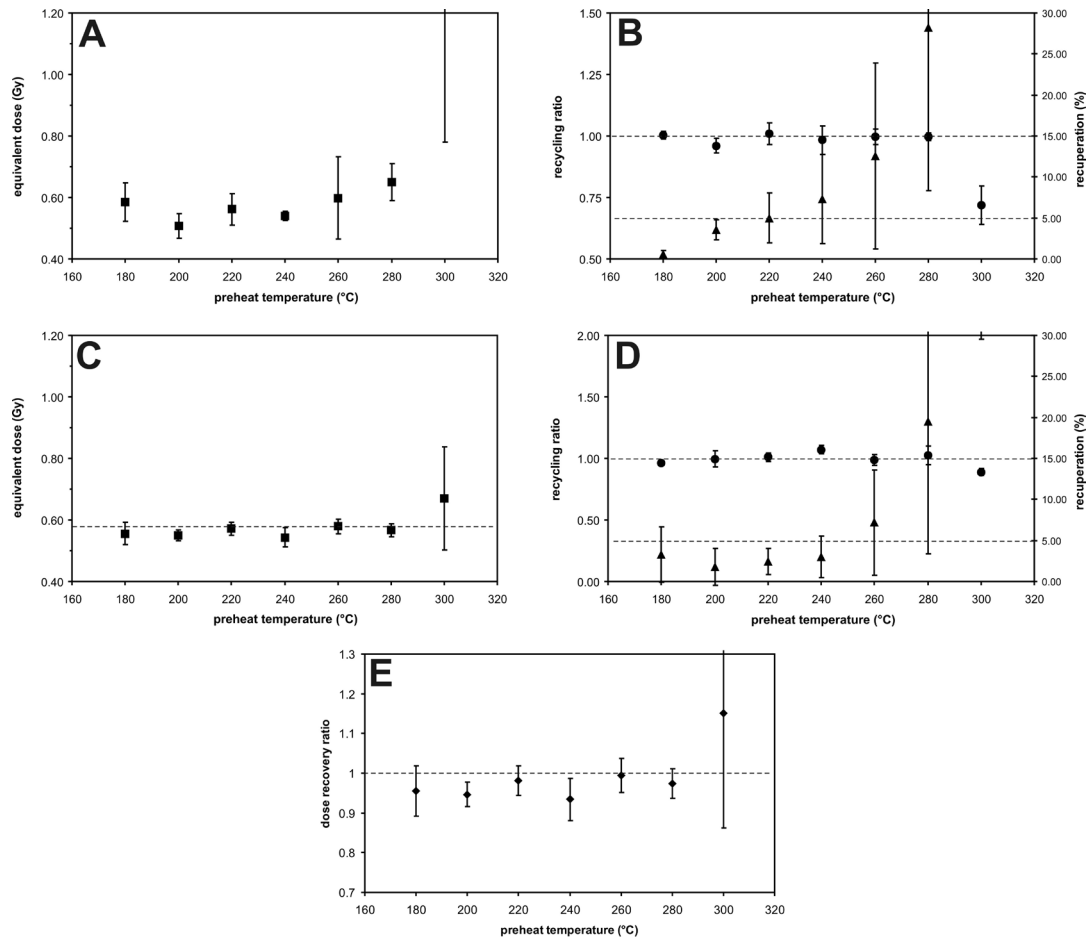 A
equivalent dose (Gy)
1.20
1.00
0.80
0.60
0.40
160 180 200 220 240 260 280 300 320
preheat temperature (°C)
B
recycling ratio
1.50
1.25
1.00
0.75
0.50
30.00
25.00
20.00
15.00
10.00
5.00
0.00
recuperation (%)
160 180 200 220 240 260 280 300 320
preheat temperature (°C)
C
equivalent dose (Gy)
1.20
1.00
0.80
0.60
0.40
160 180 200 220 240 260 280 300 320
preheat temperature (°C)
D
recycling ratio
2.00
1.50
1.00
0.50
0.00
30.00
25.00
20.00
15.00
10.00
5.00
0.00
recuperation (%)
160 180 200 220 240 260 280 300 320
preheat temperature (°C)
E
dose recovery ratio
1.3
1.2
1.1
1
0.9
0.8
0.7
160 180 200 220 240 260 280 300 320
preheat temperature (°C)